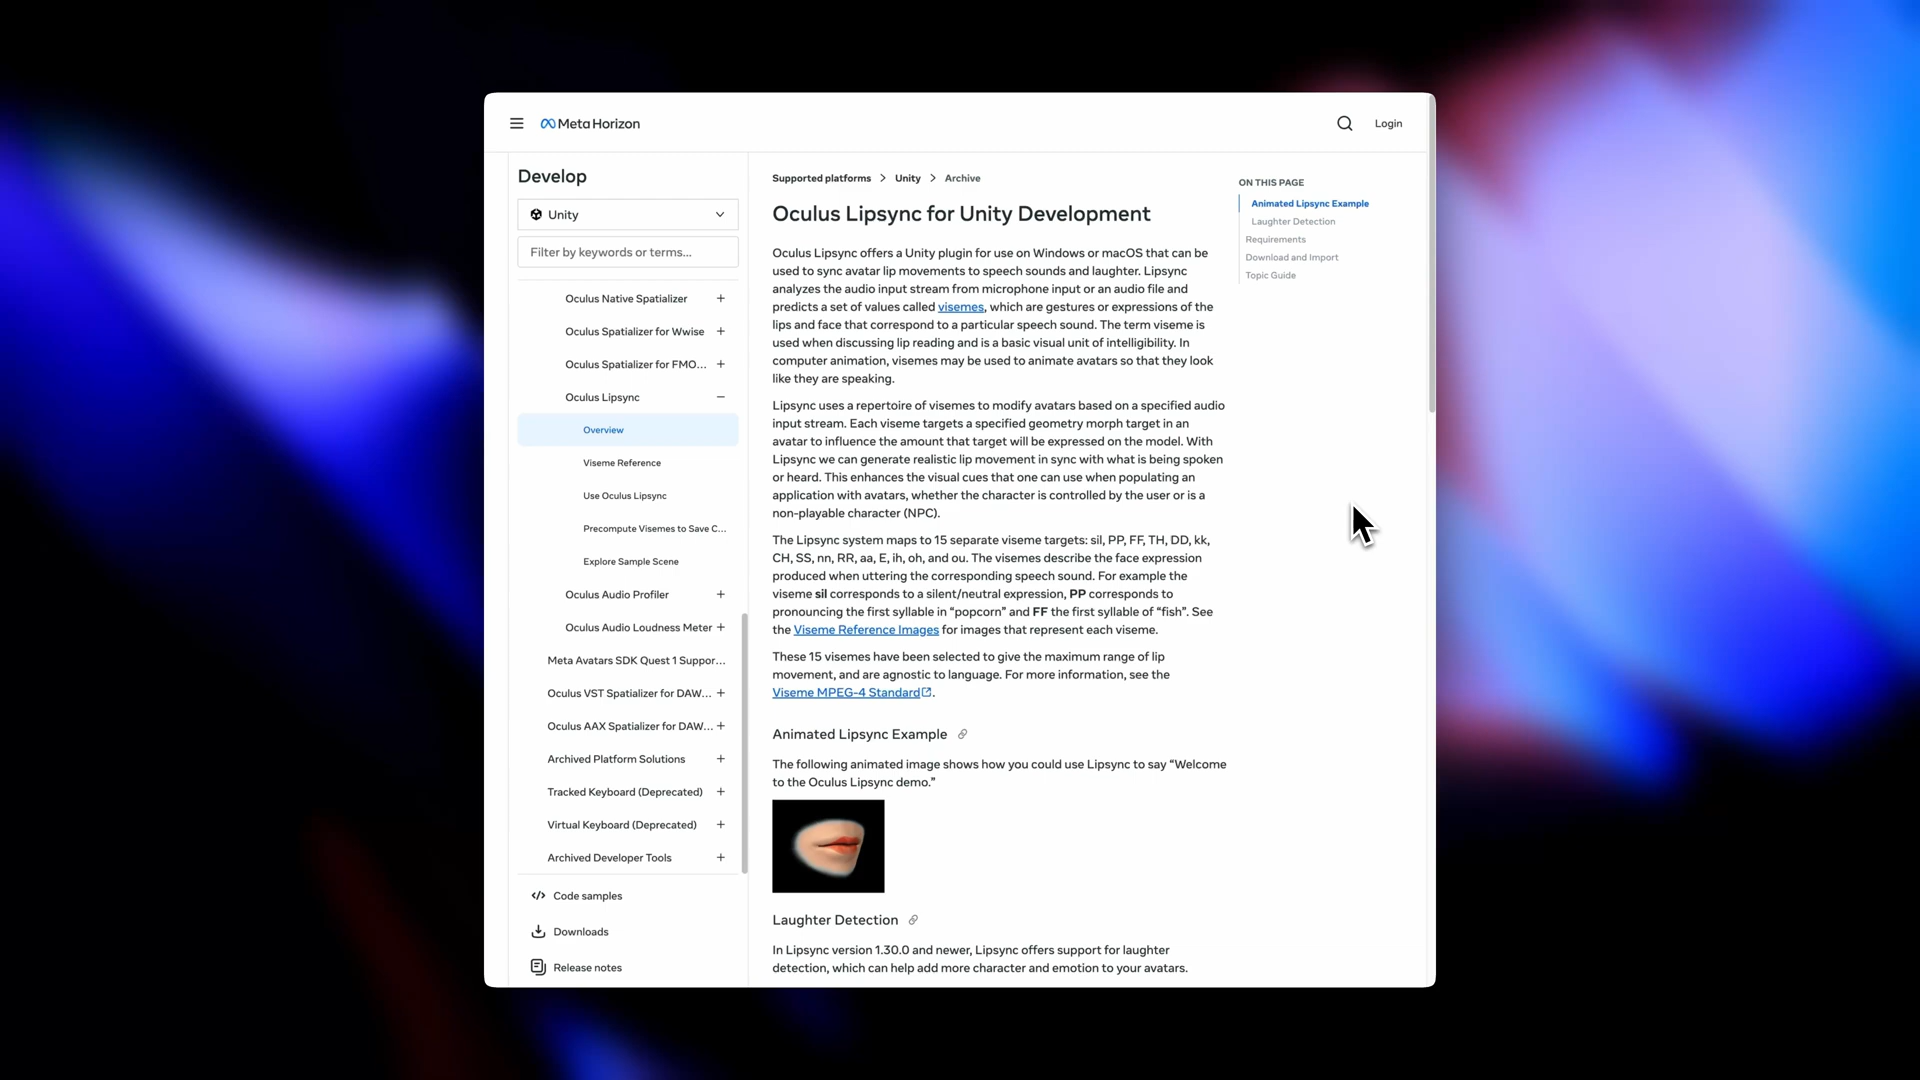 Meta Horizon
Login
Develop
Unity
Filter by keywords or terms...
Oculus Native Spatializer
Oculus Spatializer for Wwise
Oculus Spatializer for FMO...
Oculus Lipsync
Overview
Viseme Reference
Use Oculus Lipsync
Precompute Visemes to Save C...
Explore Sample Scene
Oculus Audio Profiler
Oculus Audio Loudness Meter
Meta Avatars SDK Quest 1 Suppor...
Oculus VST Spatializer for DAW...
Oculus AAX Spatializer for DAW...
Archived Platform Solutions
Tracked Keyboard (Deprecated)
Virtual Keyboard (Deprecated)
Archived Developer Tools
Code samples
Downloads
Release notes
Supported platforms > Unity > Archive
Oculus Lipsync for Unity Development
Oculus Lipsync offers a Unity plugin for use on Windows or macOS that can be
used to sync avatar lip movements to speech sounds and laughter. Lipsync
analyzes the audio input stream from microphone input or an audio file and
predicts a set of values called visemes, which are gestures or expressions of the
lips and face that correspond to a particular speech sound. The term viseme is
used when discussing lip reading and is a basic visual unit of intelligibility. In
computer animation, visemes may be used to animate avatars so that they look
like they are speaking.
Lipsync uses a repertoire of visemes to modify avatars based on a specified audio
input stream. Each viseme targets a specified geometry morph target in an
avatar to influence the amount that target will be expressed on the model. With
Lipsync we can generate realistic lip movement in sync with what is being spoken
or heard. This enhances the visual cues that one can use when populating an
application with avatars, whether the character is controlled by the user or is a
non-playable character (NPC).
The Lipsync system maps to 15 separate viseme targets: sil, PP, FF, TH, DD, kk,
CH, SS, nn, RR, aa, E, ih, oh, and ou. The visemes describe the face expression
produced when uttering the corresponding speech sound. For example the
viseme sil corresponds to a silent/neutral expression, PP corresponds to
pronouncing the first syllable in “popcorn” and FF the first syllable of “fish”. See
the Viseme Reference Images for images that represent each viseme.
These 15 visemes have been selected to give the maximum range of lip
movement, and are agnostic to language. For more information, see the
Viseme MPEG-4 Standard.
Animated Lipsync Example
The following animated image shows how you could use Lipsync to say “Welcome
to the Oculus Lipsync demo.”
Laughter Detection
In Lipsync version 1.30.0 and newer, Lipsync offers support for laughter
detection, which can help add more character and emotion to your avatars.
ON THIS PAGE
Animated Lipsync Example
Laughter Detection
Requirements
Download and Import
Topic Guide